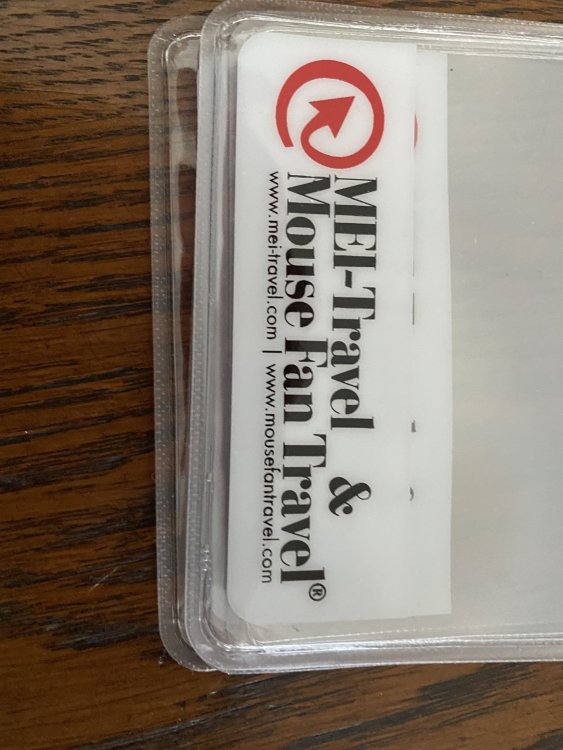 MEI-Travel &
Mouse Fan Travel®
www.mei-travel.com | www.mousefantravel.com